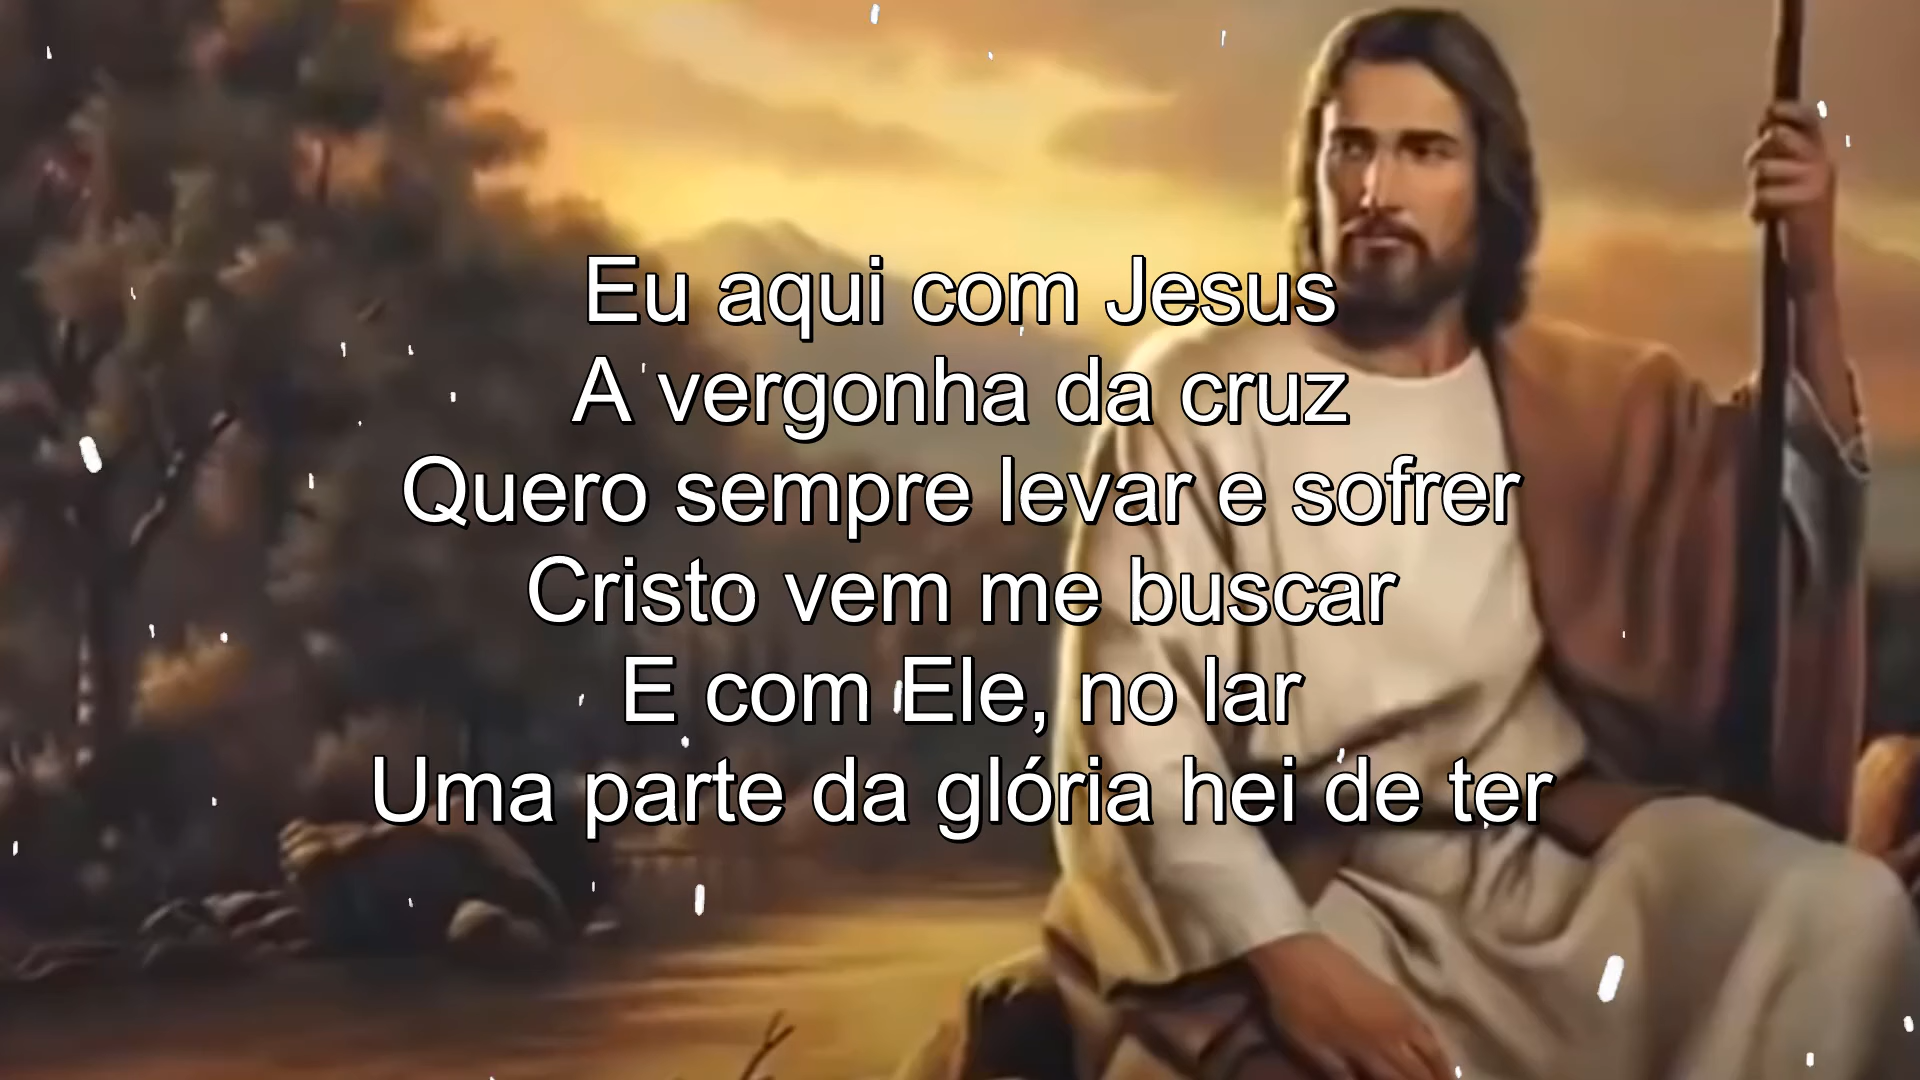 Eu aqui com Jesus
A vergonha da cruz
Quero sempre levar e sofrer
Cristo vem me buscar
E com Ele, no lar
Uma parte da glória hei de ter